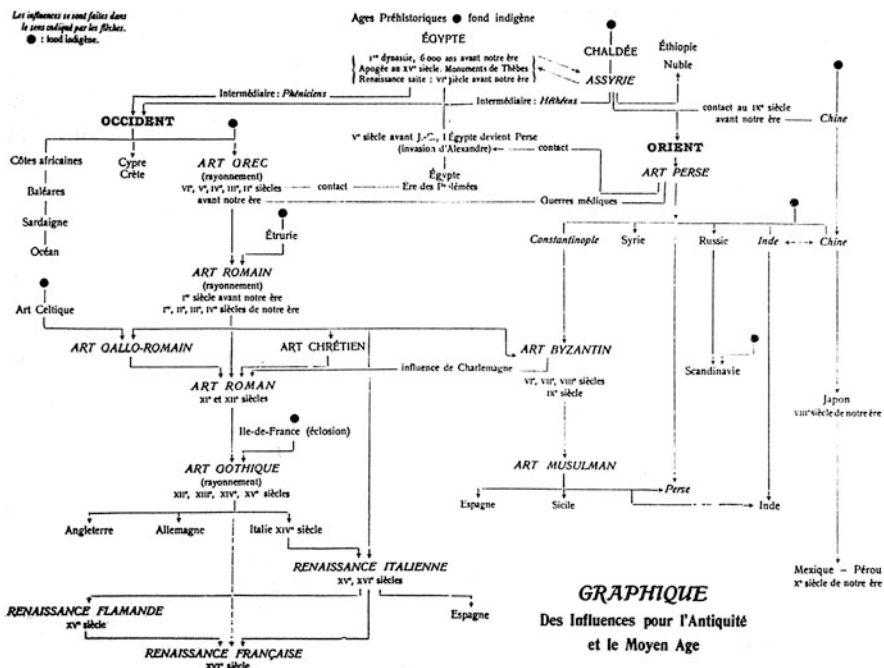 Les influences se sont faites dans
le sens indiqué par les flèches.
● : fond indigène.
Ages Préhistoriques ● fond indigène
ÉGYPTE
Iʳᵉ dynastie, 6 000 ans avant notre ère
Apogée au XVᵉ siècle. Monuments de Thèbes
Renaissance saïte : VIᵉ siècle avant notre ère
CHALDÉE
ASSYRIE
Éthiopie
Nubie
Intermédiaire : Phéniciens
Intermédiaire : Héthéens
contact au IXᵉ siècle
avant notre ère
Chine
OCCIDENT
ORIENT
Côtes africaines
Baléares
Sardaigne
Océan
Cypre
Crète
ART GREC
(rayonnement)
VIᵉ, Vᵉ, IVᵉ, IIIᵉ, IIᵉ siècles
avant notre ère
Vᵉ siècle avant J.-C., l'Égypte devient Perse
(invasion d'Alexandre)
contact
Égypte
Ere des Ptolémées
contact
ART PERSE
Guerres médiques
Étrurie
Constantinople
Syrie
Russie
Inde
Chine
ART ROMAIN
(rayonnement)
Iᵉʳ siècle avant notre ère
Iᵉʳ, IIᵉ, IIIᵉ, IVᵉ siècles de notre ère
Art Celtique
ART GALLO-ROMAIN
ART CHRÉTIEN
ART BYZANTIN
VIᵉ, VIIᵉ, VIIIᵉ siècles
IXᵉ siècle
influence de Charlemagne
Scandinavie
ART ROMAN
XIᵉ et XIIᵉ siècles
Japon
VIIIᵉ siècle de notre ère
Ile-de-France (éclosion)
ART GOTHIQUE
(rayonnement)
XIIᵉ, XIIIᵉ, XIVᵉ, XVᵉ siècles
ART MUSULMAN
Espagne
Sicile
Perse
Inde
Angleterre
Allemagne
Italie XIVᵉ siècle
RENAISSANCE ITALIENNE
XVᵉ, XVIᵉ siècles
Mexique – Pérou
Xᵉ siècle de notre ère
RENAISSANCE FLAMANDE
XVᵉ siècle
Espagne
RENAISSANCE FRANÇAISE
XVIᵉ siècle
GRAPHIQUE
Des Influences pour l'Antiquité
et le Moyen Age